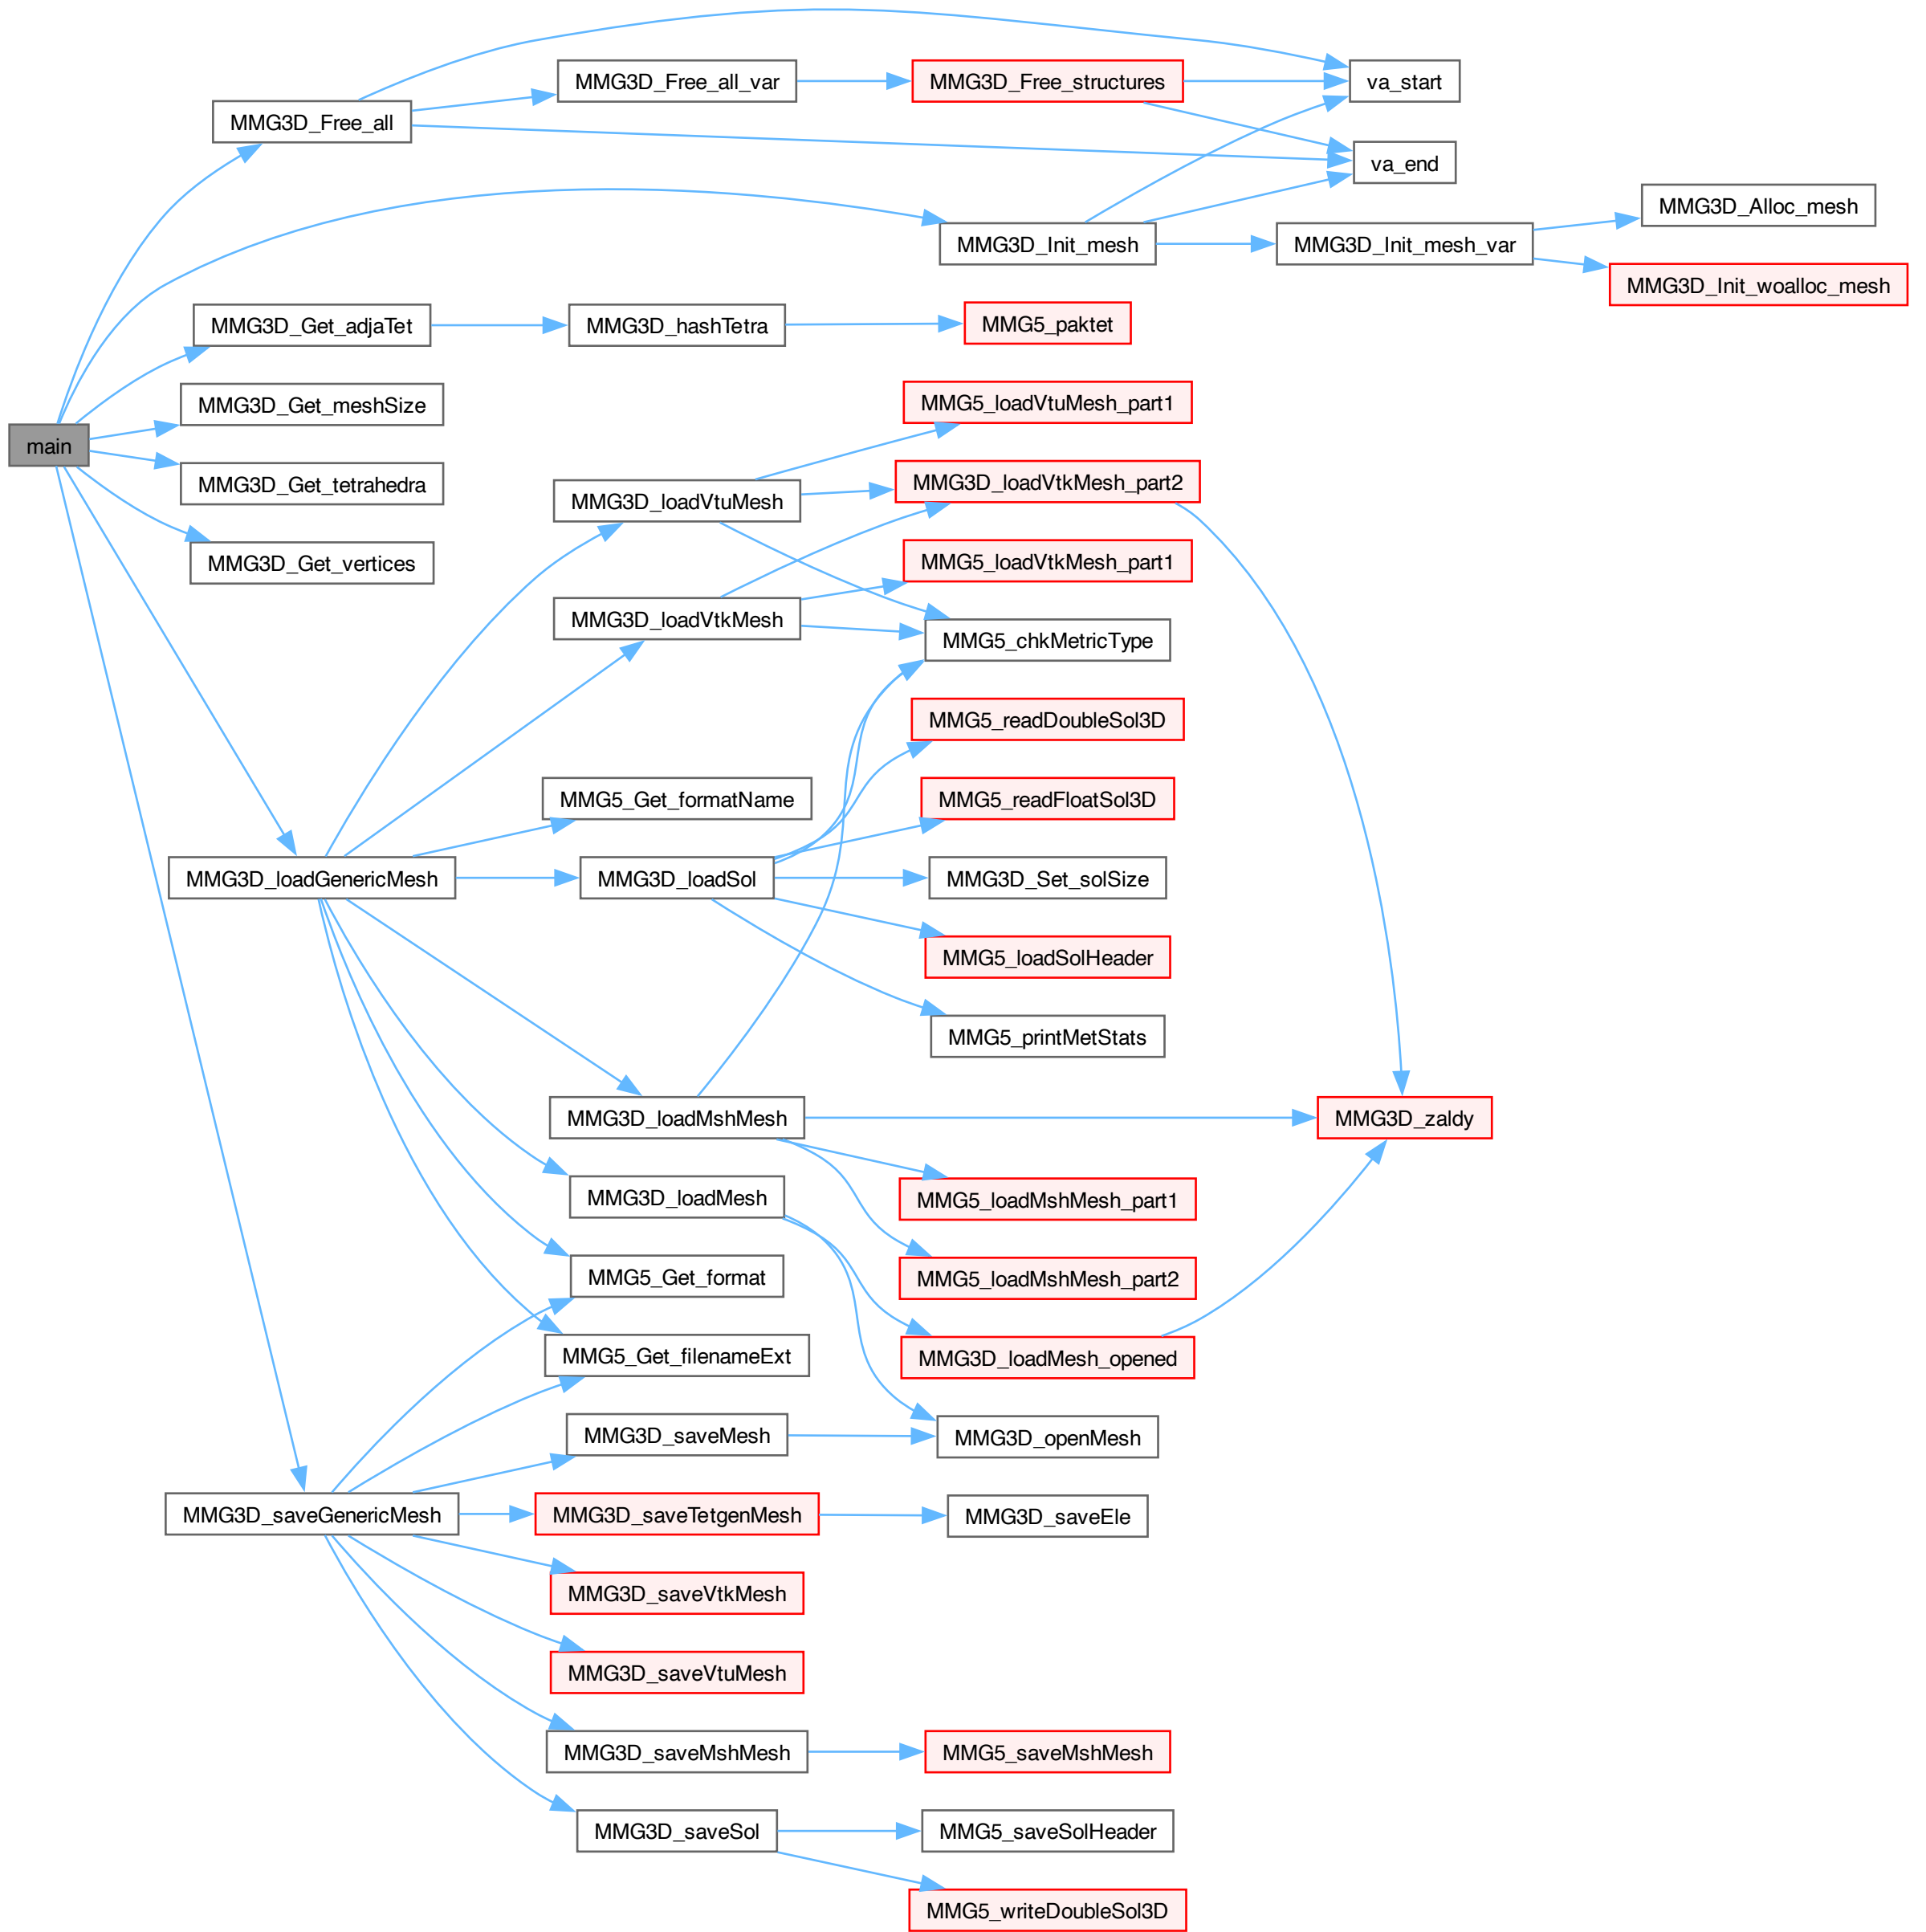 MMG3D_Free_all_var
MMG3D_Free_structures
va_start
MMG3D_Free_all
va_end
MMG3D_Alloc_mesh
MMG3D_Init_mesh
MMG3D_Init_mesh_var
MMG3D_Init_woalloc_mesh
MMG3D_Get_adjaTet
MMG3D_hashTetra
MMG5_paktet
MMG3D_Get_meshSize
MMG5_loadVtuMesh_part1
main
MMG3D_Get_tetrahedra
MMG3D_loadVtuMesh
MMG3D_loadVtkMesh_part2
MMG3D_Get_vertices
MMG5_loadVtkMesh_part1
MMG3D_loadVtkMesh
MMG5_chkMetricType
MMG5_readDoubleSol3D
MMG5_Get_formatName
MMG5_readFloatSol3D
MMG3D_loadGenericMesh
MMG3D_loadSol
MMG3D_Set_solSize
MMG5_loadSolHeader
MMG5_printMetStats
MMG3D_loadMshMesh
MMG3D_zaldy
MMG3D_loadMesh
MMG5_loadMshMesh_part1
MMG5_Get_format
MMG5_loadMshMesh_part2
MMG5_Get_filenameExt
MMG3D_loadMesh_opened
MMG3D_saveMesh
MMG3D_openMesh
MMG3D_saveGenericMesh
MMG3D_saveTetgenMesh
MMG3D_saveEle
MMG3D_saveVtkMesh
MMG3D_saveVtuMesh
MMG3D_saveMshMesh
MMG5_saveMshMesh
MMG3D_saveSol
MMG5_saveSolHeader
MMG5_writeDoubleSol3D